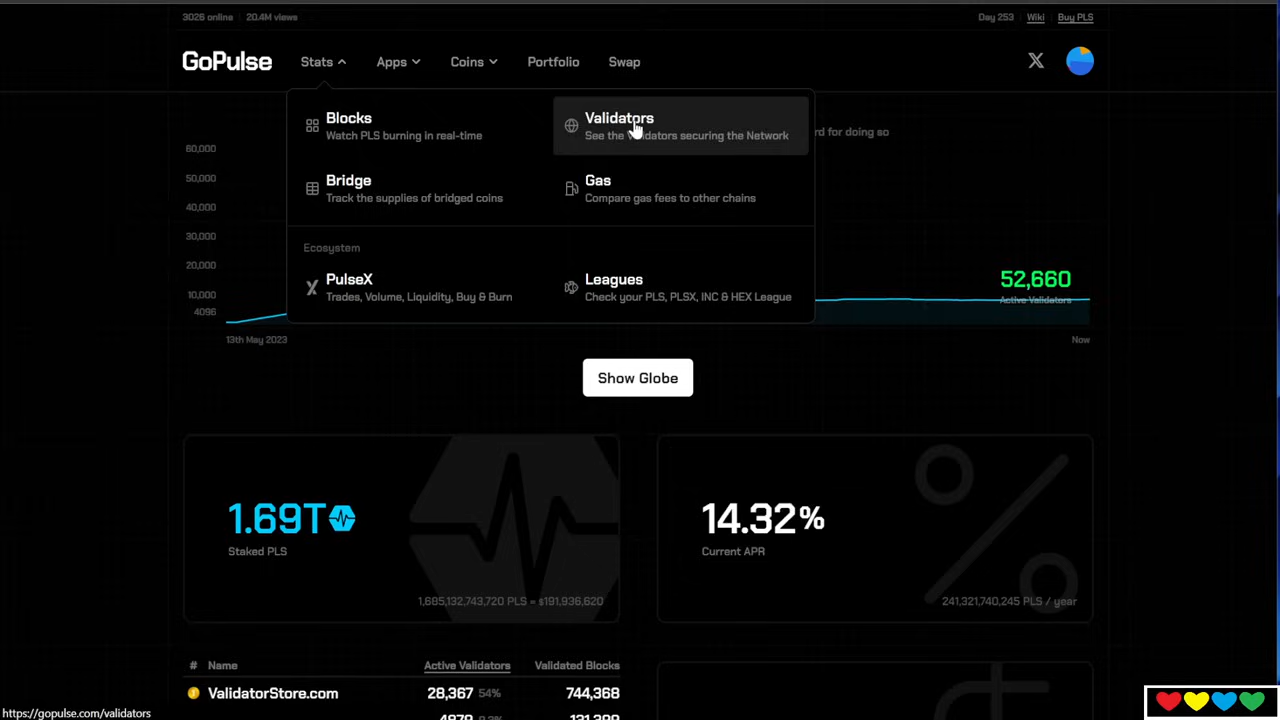 3026 online 20.4M views Day 253 Wiki Buy PLS
GoPulse Stats Apps Coins Portfolio Swap X
Blocks
Watch PLS burning in real-time
Validators
See the Validators securing the Network
rd for doing so
Bridge
Track the supplies of bridged coins
Gas
Compare gas fees to other chains
Ecosystem
PulseX
Trades, Volume, Liquidity, Buy & Burn
Leagues
Check your PLS, PLSX, INC & HEX League
60,000
50,000
40,000
30,000
20,000
10,000
4096
52,660
Active Validators
13th May 2023 Now
Show Globe
1.69T
Staked PLS
1,685,132,743,720 PLS = $191,936,620
14.32%
Current APR
241,321,740,245 PLS / year
# Name Active Validators Validated Blocks
ValidatorStore.com 28,367 54% 744,368
https://gopulse.com/validators